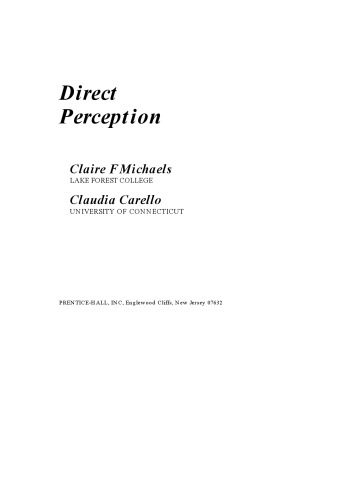 Direct
Perception
Claire F Michaels
LAKE FOREST COLLEGE
Claudia Carello
UNIVERSITY OF CONNECTICUT
PRENTICE-HALL, INC, Englewood Cliffs, New Jersey 07632